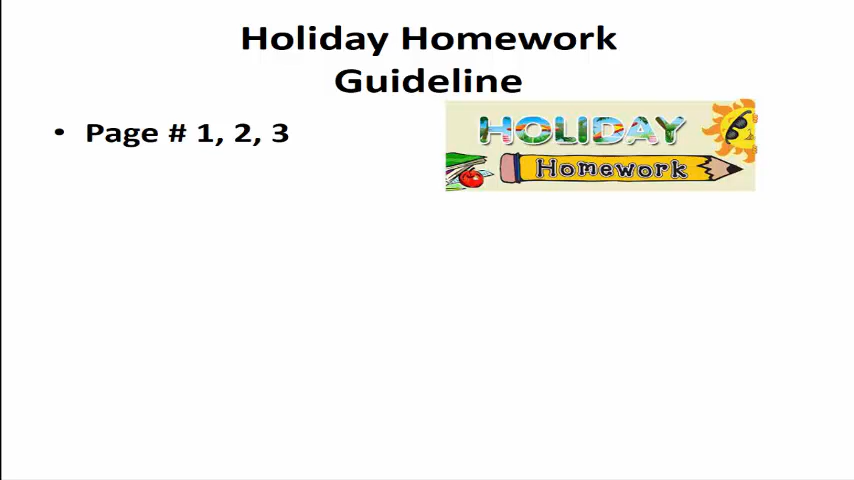 Holiday Homework
Guideline
• Page # 1, 2, 3
HOLIDAY
Homework